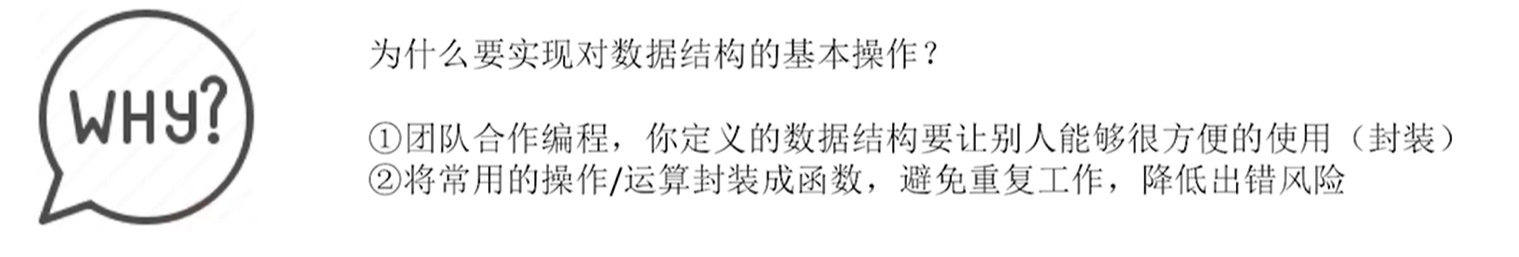 WHY?
为什么要实现对数据结构的基本操作？
①团队合作编程，你定义的数据结构要让别人能够很方便的使用（封装）
②将常用的操作/运算封装成函数，避免重复工作，降低出错风险